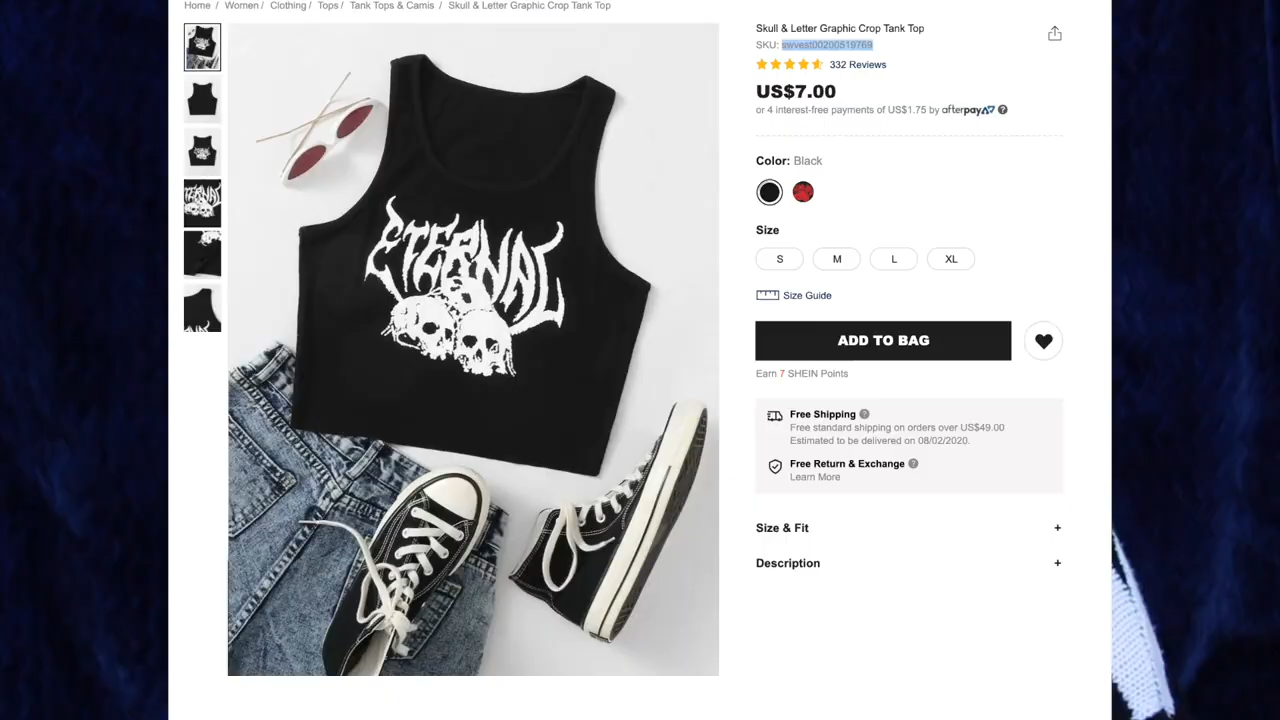 Home / Women / Clothing / Tops / Tank Tops & Camis / Skull & Letter Graphic Crop Tank Top
Skull & Letter Graphic Crop Tank Top
SKU: swvest00200519769
332 Reviews
US$7.00
or 4 interest-free payments of US$1.75 by afterpay
Color: Black
Size
S M L XL
Size Guide
ADD TO BAG
Earn 7 SHEIN Points
Free Shipping
Free standard shipping on orders over US$49.00
Estimated to be delivered on 08/02/2020.
Free Return & Exchange
Learn More
Size & Fit +
Description +
ETERNAL